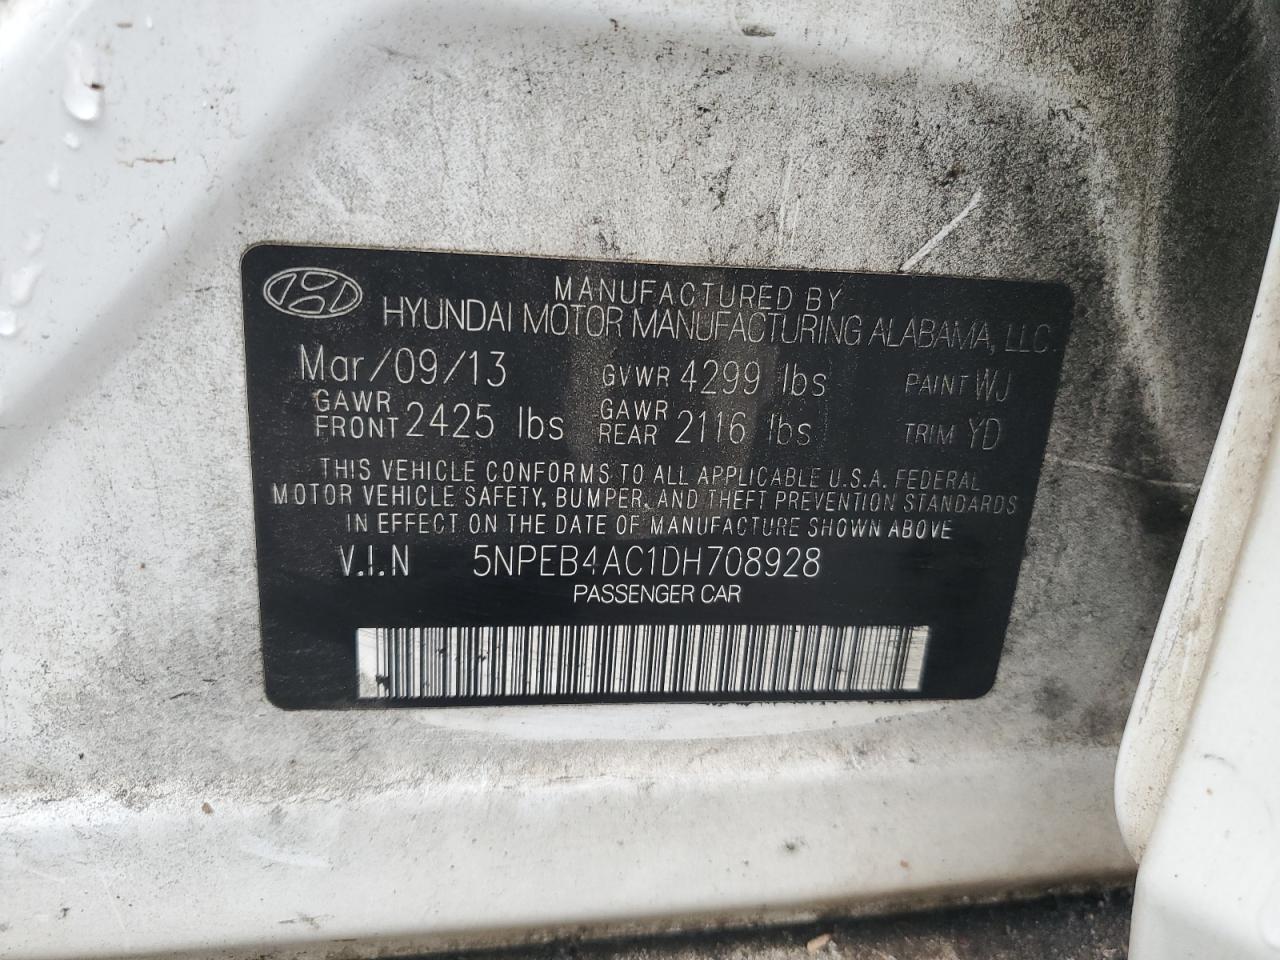 MANUFACTURED BY
HYUNDAI MOTOR MANUFACTURING ALABAMA, LLC.
Mar/09/13 GVWR 4299 lbs PAINT WJ
GAWR FRONT 2425 lbs GAWR REAR 2116 lbs TRIM YD
THIS VEHICLE CONFORMS TO ALL APPLICABLE U.S.A. FEDERAL
MOTOR VEHICLE SAFETY, BUMPER, AND THEFT PREVENTION STANDARDS
IN EFFECT ON THE DATE OF MANUFACTURE SHOWN ABOVE
V.I.N 5NPEB4AC1DH708928
PASSENGER CAR